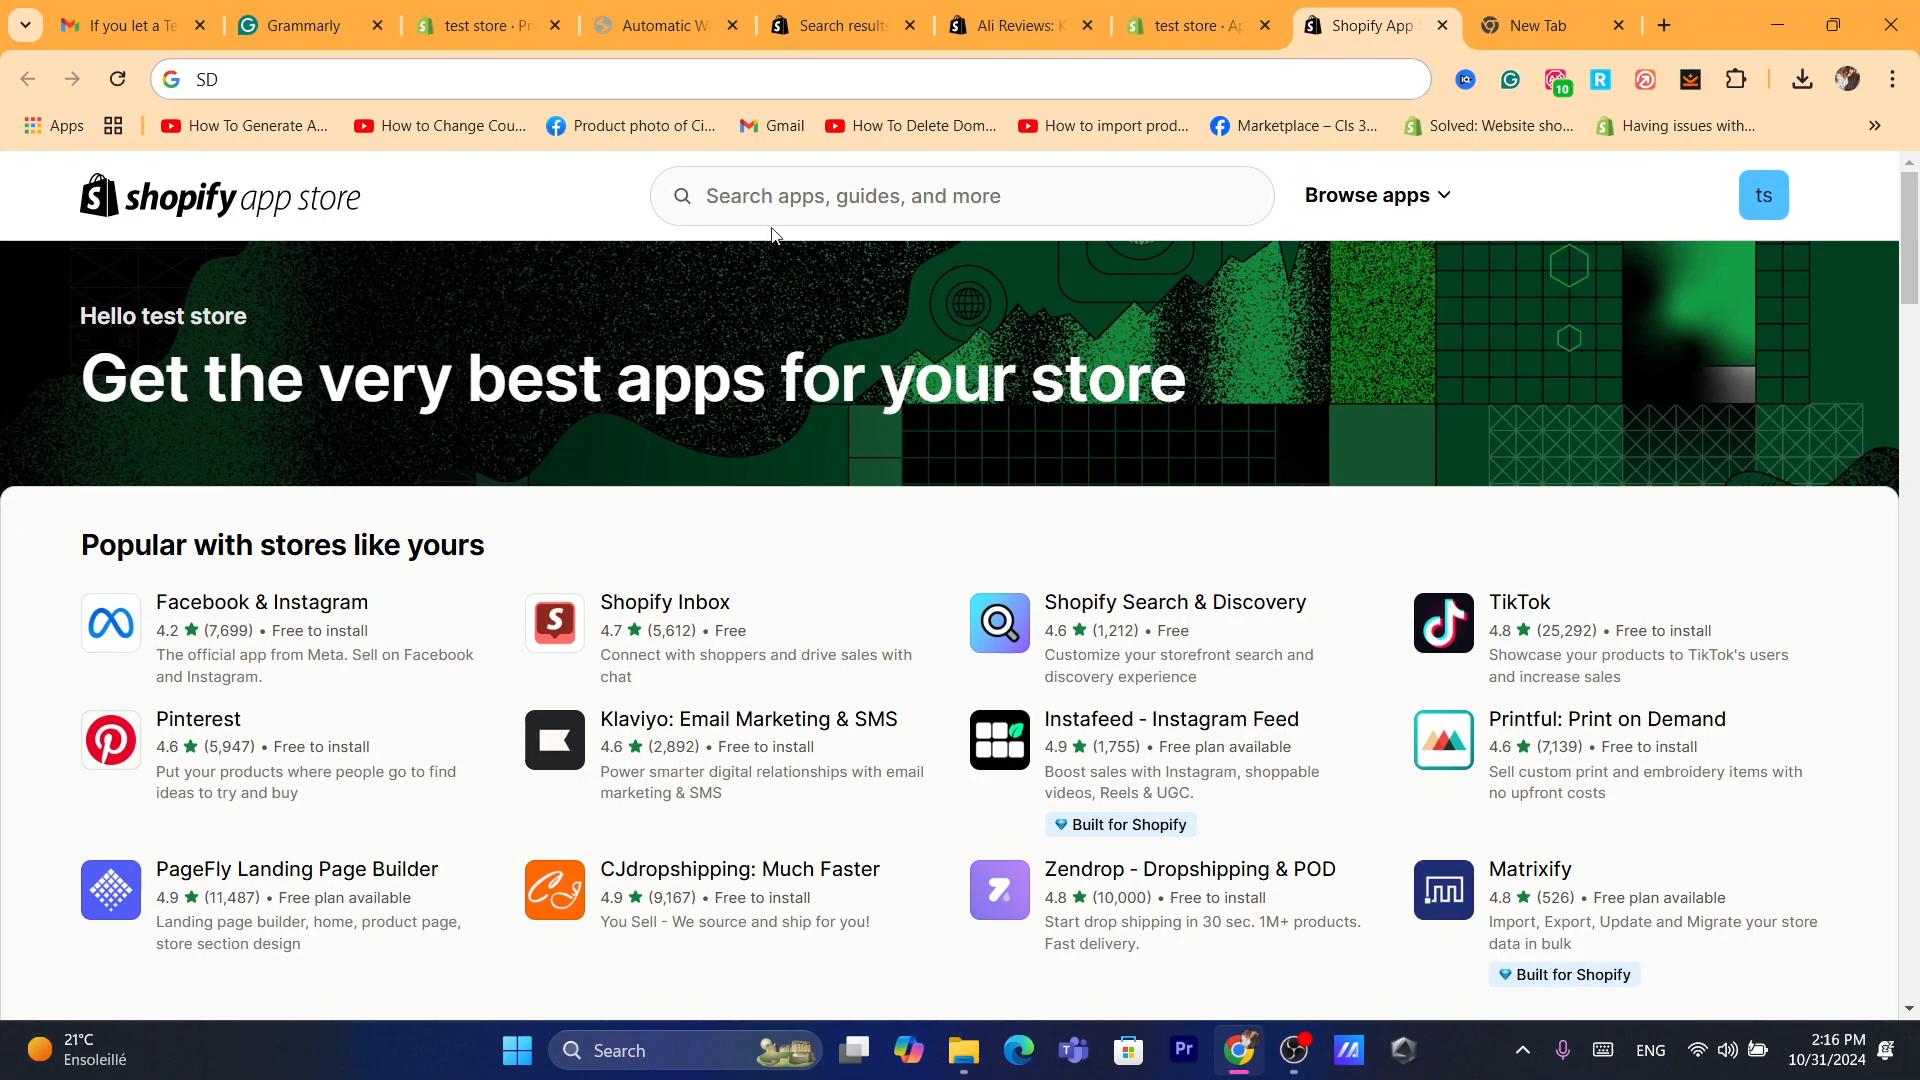 If you let a Te
Grammarly
test store · Pr
Automatic W
Search results
Ali Reviews: K
test store · Ap
Shopify App
New Tab
SD
10
Apps
How To Generate A...
How to Change Cou...
Product photo of Ci...
Gmail
How To Delete Dom...
How to import prod...
Marketplace – Cls 3...
Solved: Website sho...
Having issues with...
shopify app store
Search apps, guides, and more
Browse apps
ts
Hello test store
Get the very best apps for your store
Popular with stores like yours
Facebook & Instagram
4.2 ★ (7,699) • Free to install
The official app from Meta. Sell on Facebook
and Instagram.
Shopify Inbox
4.7 ★ (5,612) • Free
Connect with shoppers and drive sales with
chat
Shopify Search & Discovery
4.6 ★ (1,212) • Free
Customize your storefront search and
discovery experience
TikTok
4.8 ★ (25,292) • Free to install
Showcase your products to TikTok's users
and increase sales
Pinterest
4.6 ★ (5,947) • Free to install
Put your products where people go to find
ideas to try and buy
Klaviyo: Email Marketing & SMS
4.6 ★ (2,892) • Free to install
Power smarter digital relationships with email
marketing & SMS
Instafeed - Instagram Feed
4.9 ★ (1,755) • Free plan available
Boost sales with Instagram, shoppable
videos, Reels & UGC.
Built for Shopify
Printful: Print on Demand
4.6 ★ (7,139) • Free to install
Sell custom print and embroidery items with
no upfront costs
PageFly Landing Page Builder
4.9 ★ (11,487) • Free plan available
Landing page builder, home, product page,
store section design
CJdropshipping: Much Faster
4.9 ★ (9,167) • Free to install
You Sell - We source and ship for you!
Zendrop - Dropshipping & POD
4.8 ★ (10,000) • Free to install
Start drop shipping in 30 sec. 1M+ products.
Fast delivery.
Matrixify
4.8 ★ (526) • Free plan available
Import, Export, Update and Migrate your store
data in bulk
Built for Shopify
21°C
Ensoleillé
Search
Pr
ENG
2:16 PM
10/31/2024